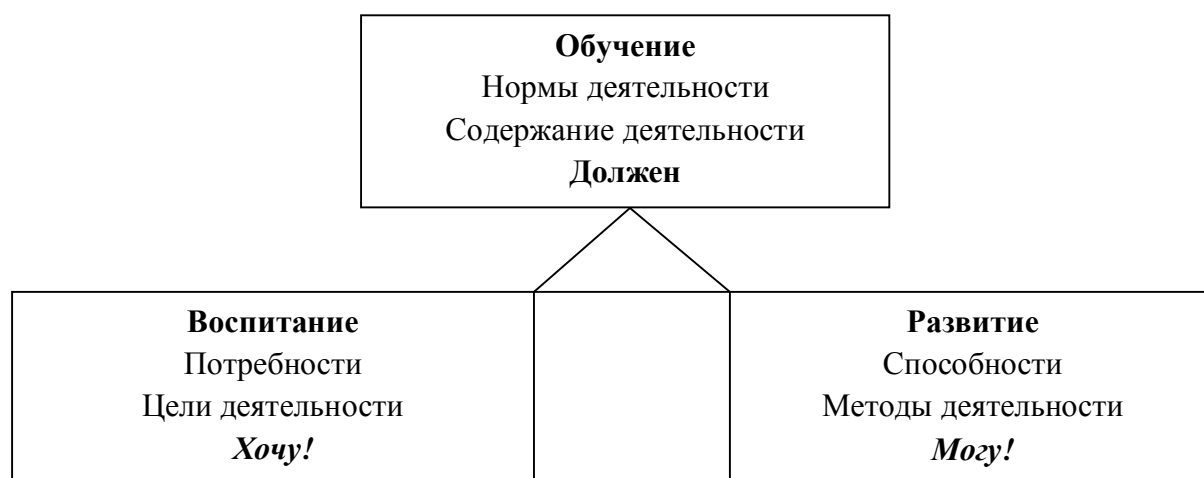 Обучение
Нормы деятельности
Содержание деятельности
Должен
Воспитание
Потребности
Цели деятельности
Хочу!
Развитие
Способности
Методы деятельности
Могу!